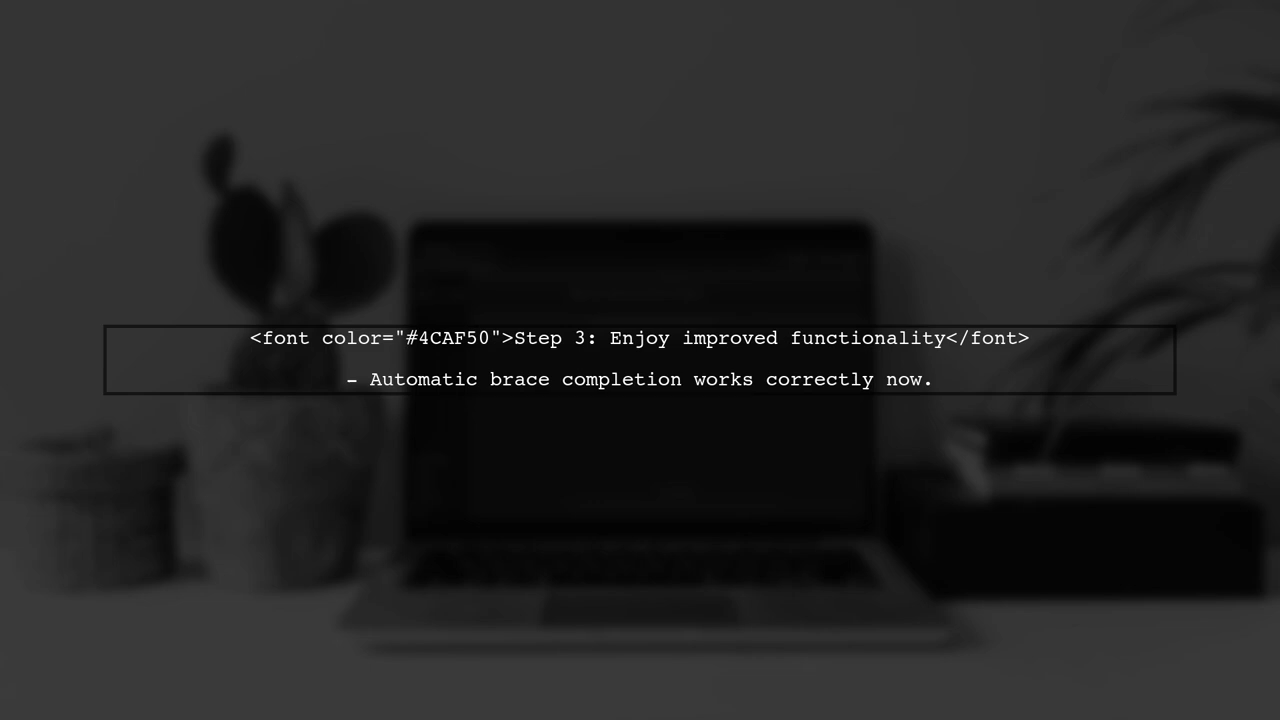 <font color="#4CAF50">Step 3: Enjoy improved functionality</font>
- Automatic brace completion works correctly now.